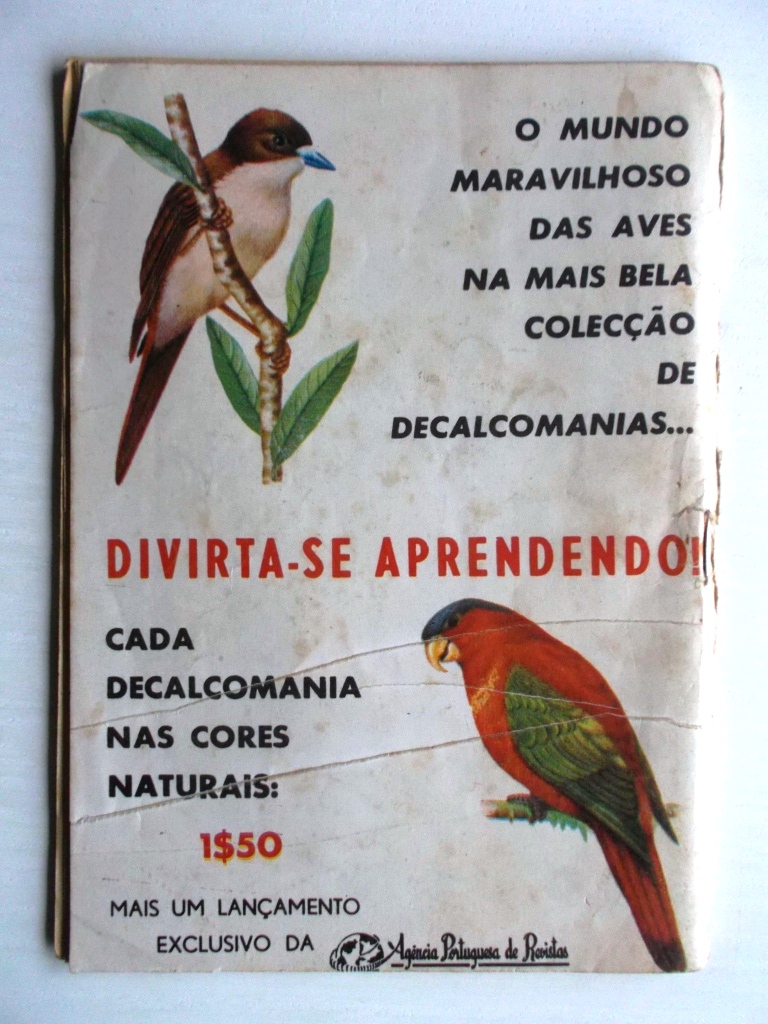 O MUNDO
MARAVILHOSO
DAS AVES
NA MAIS BELA
COLECÇÃO
DE
DECALCOMANIAS...
DIVIRTA-SE APRENDENDO!
CADA
DECALCOMANIA
NAS CORES
NATURAIS:
1$50
MAIS UM LANÇAMENTO
EXCLUSIVO DA Agência Portuguesa de Revistas